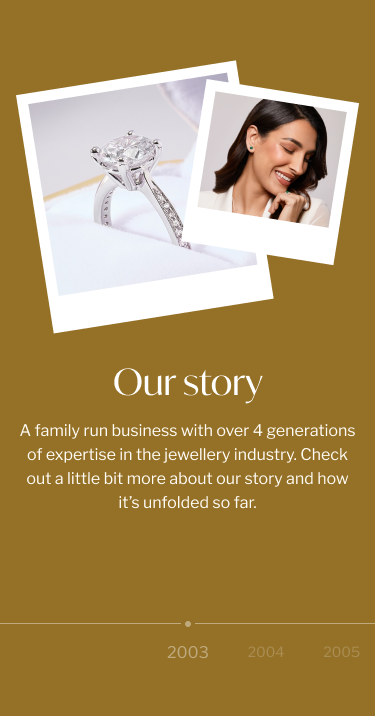 Our story
A family run business with over 4 generations
of expertise in the jewellery industry. Check
out a little bit more about our story and how
it's unfolded so far.
2003 2004 2005